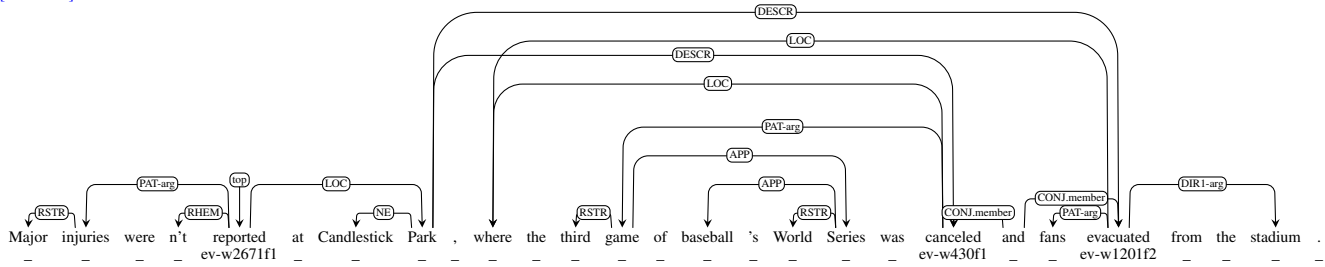 DESCR
LOC
DESCR
LOC
PAT-arg
APP
PAT-arg top LOC APP DIR1-arg
CONJ.member
RSTR RHEM NE RSTR RSTR CONJ.member PAT-arg
Major injuries were n't reported at Candlestick Park , where the third game of baseball 's World Series was canceled and fans evacuated from the stadium .
_ _ _ _ ev-w2671f1 _ _ _ _ _ _ _ _ _ _ _ _ _ _ ev-w430f1 _ _ ev-w1201f2 _ _ _ _